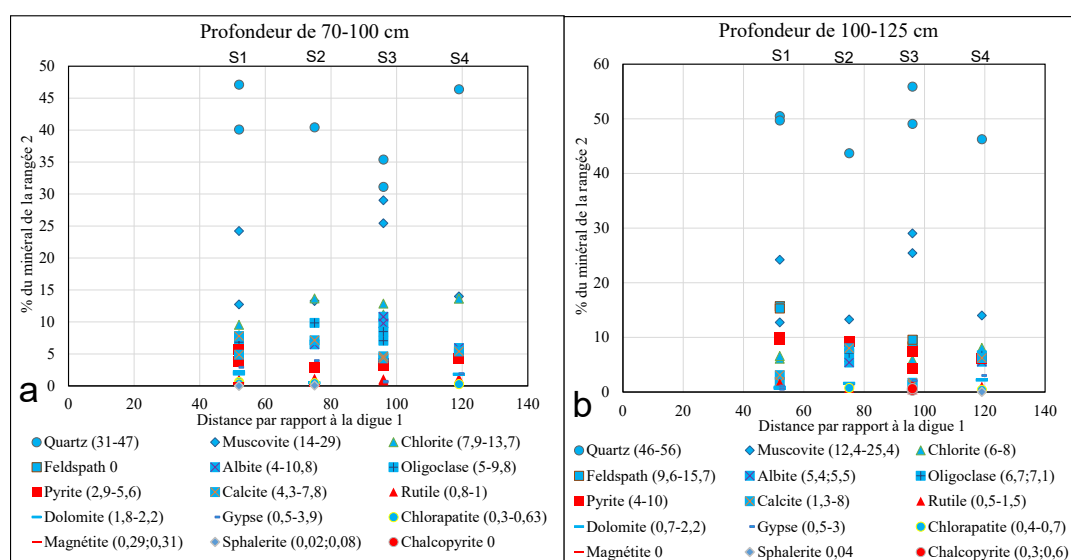 Profondeur de 70-100 cm
S1 S2 S3 S4
% du minéral de la rangée 2
50
45
40
35
30
25
20
15
10
5
0
0 20 40 60 80 100 120 140
a
Distance par rapport à la digue 1
Quartz (31-47) Muscovite (14-29) Chlorite (7,9-13,7)
Feldspath 0 Albite (4-10,8) Oligoclase (5-9,8)
Pyrite (2,9-5,6) Calcite (4,3-7,8) Rutile (0,8-1)
Dolomite (1,8-2,2) Gypse (0,5-3,9) Chlorapatite (0,3-0,63)
Magnétite (0,29;0,31) Sphalerite (0,02;0,08) Chalcopyrite 0
Profondeur de 100-125 cm
S1 S2 S3 S4
% du minéral de la rangée 2
60
50
40
30
20
10
0
0 20 40 60 80 100 120 140
b
Distance par rapport à la digue 1
Quartz (46-56) Muscovite (12,4-25,4) Chlorite (6-8)
Feldspath (9,6-15,7) Albite (5,4;5,5) Oligoclase (6,7;7,1)
Pyrite (4-10) Calcite (1,3-8) Rutile (0,5-1,5)
Dolomite (0,7-2,2) Gypse (0,5-3) Chlorapatite (0,4-0,7)
Magnétite 0 Sphalerite 0,04 Chalcopyrite (0,3;0,6)